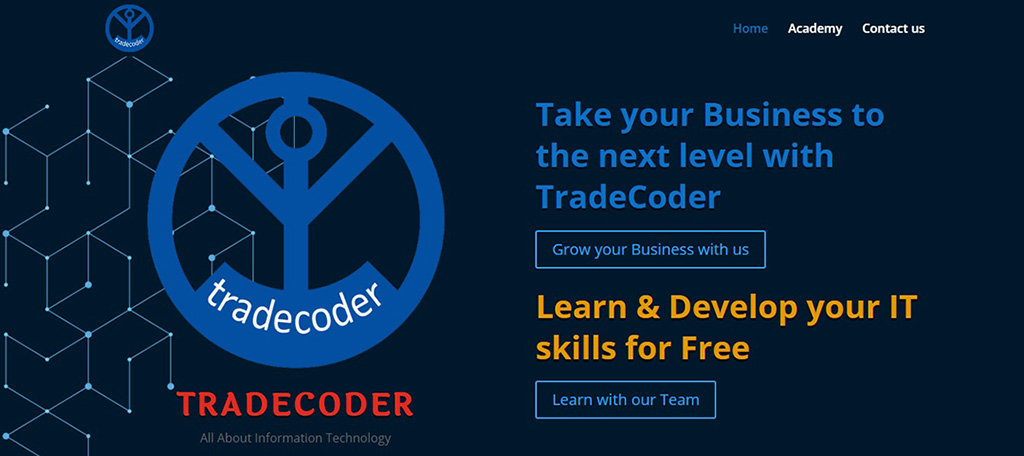 tradecoder
Home Academy Contact us
tradecoder
TRADECODER
All About Information Technology
Take your Business to
the next level with
TradeCoder
Grow your Business with us
Learn & Develop your IT
skills for Free
Learn with our Team